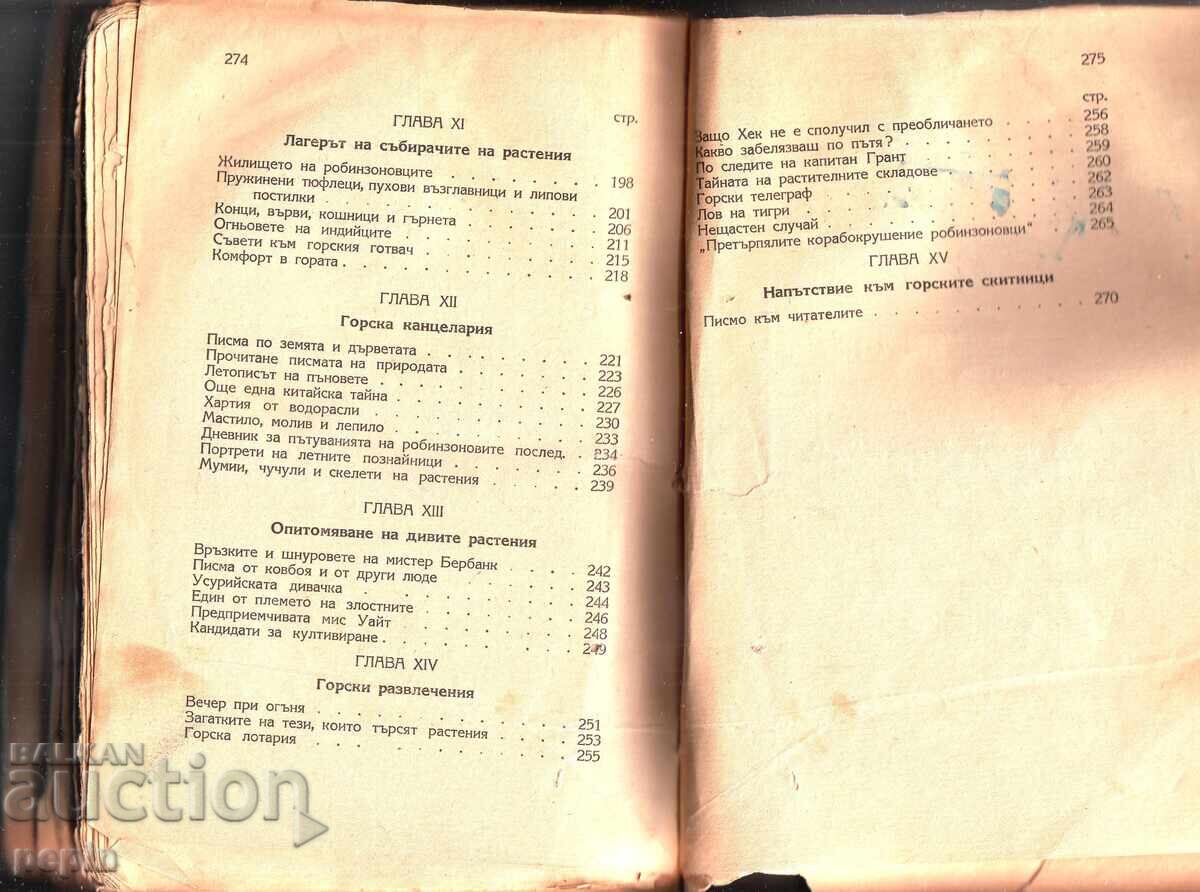 274
ГЛАВА XI
стр.
Лагерът на събирачите на растения
Жилището на робинзоновците . . . . . . . . 198
Пружинени тюфлеци, пухови възглавници и липови
постилки . . . . . . . . . . . 201
Конци, върви, кошници и гърнета . . . . . . . 206
Огньовете на индийците . . . . . . . . 211
Съвети към горския готвач . . . . . . . . 215
Комфорт в гората . . . . . . . . . . 218
ГЛАВА XII
Горска канцелария
Писма по земята и дърветата . . . . . . . . 221
Прочитане писмата на природата . . . . . . . 223
Летописът на пъновете . . . . . . . . . 226
Още една китайска тайна . . . . . . . . 227
Хартия от водорасли . . . . . . . . . 230
Мастило, молив и лепило . . . . . . . . 233
Дневник за пътуванията на робинзоновите послед. . 234
Портрети на летните познайници . . . . . . 236
Мумии, чучули и скелети на растения . . . . . 239
ГЛАВА XIII
Опитомяване на дивите растения
Връзките и шнуровете на мистер Бербанк . . . . 242
Писма от ковбоя и от други люде . . . . . . 243
Усурийската дивачка . . . . . . . . . 244
Един от племето на злостните . . . . . . . 246
Предприемчивата мис Уайт . . . . . . . . 248
Кандидати за култивиране . . . . . . . . 249
ГЛАВА XIV
Горски развлечения
Вечер при огъня . . . . . . . . . . 251
Загатките на тези, които търсят растения . . . . 253
Горска лотария . . . . . . . . . . 255
275
стр.
Защо Хек не е сполучил с преобличането . . . . 256
Какво забелязваш по пътя? . . . . . . . 258
По следите на капитан Грант . . . . . . . 259
Тайната на растителните складове . . . . . . 260
Горски телеграф . . . . . . . . . . 262
Лов на тигри . . . . . . . . . . . 263
Нещастен случай . . . . . . . . . . 264
„Претърпялите корабокрушение робинзоновци“ . . 265
ГЛАВА XV
Напътствие към горските скитници
Писмо към читателите . . . . . . . . . 270
BALKAN
auction
pepi10